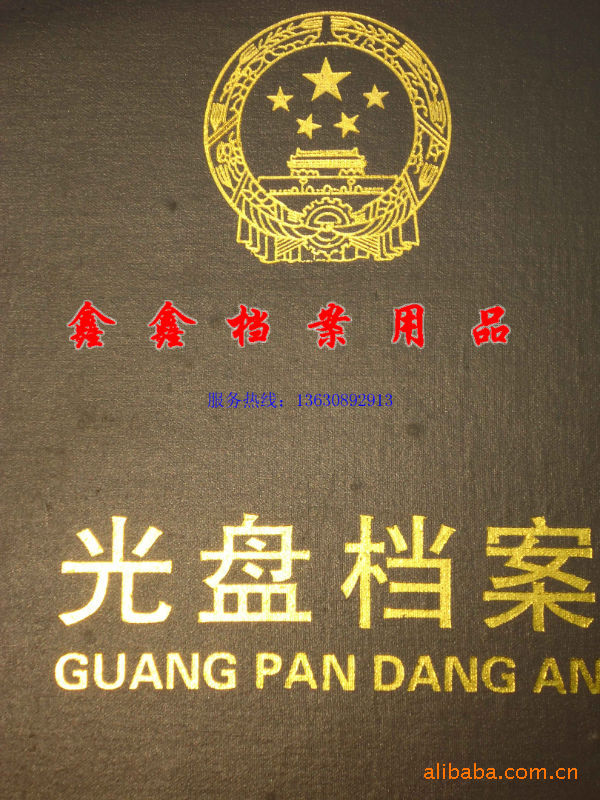 鑫鑫档案用品
服务热线：13630892913
光盘档案
GUANG PAN DANG AN
alibaba.com.cn